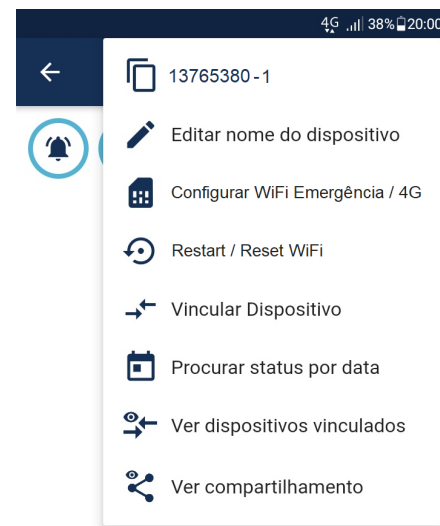 4G 38% 20:00
13765380-1
Editar nome do dispositivo
Configurar WiFi Emergência / 4G
Restart / Reset WiFi
Vincular Dispositivo
Procurar status por data
Ver dispositivos vinculados
Ver compartilhamento